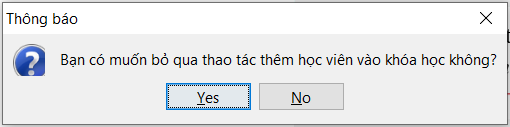 Thông báo
Bạn có muốn bỏ qua thao tác thêm học viên vào khóa học không?
Yes No